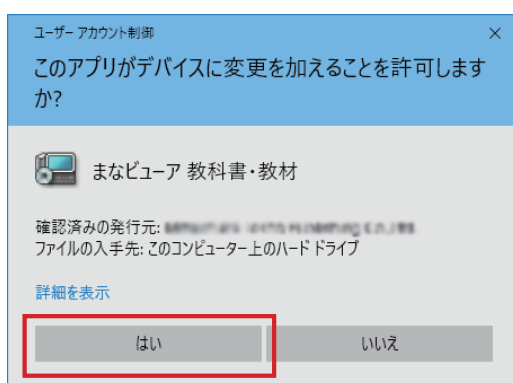 ユーザー アカウント制御
このアプリがデバイスに変更を加えることを許可します
か?
まなビューア 教科書・教材
確認済みの発行元:
ファイルの入手先: このコンピューター上のハード ドライブ
詳細を表示
はい
いいえ